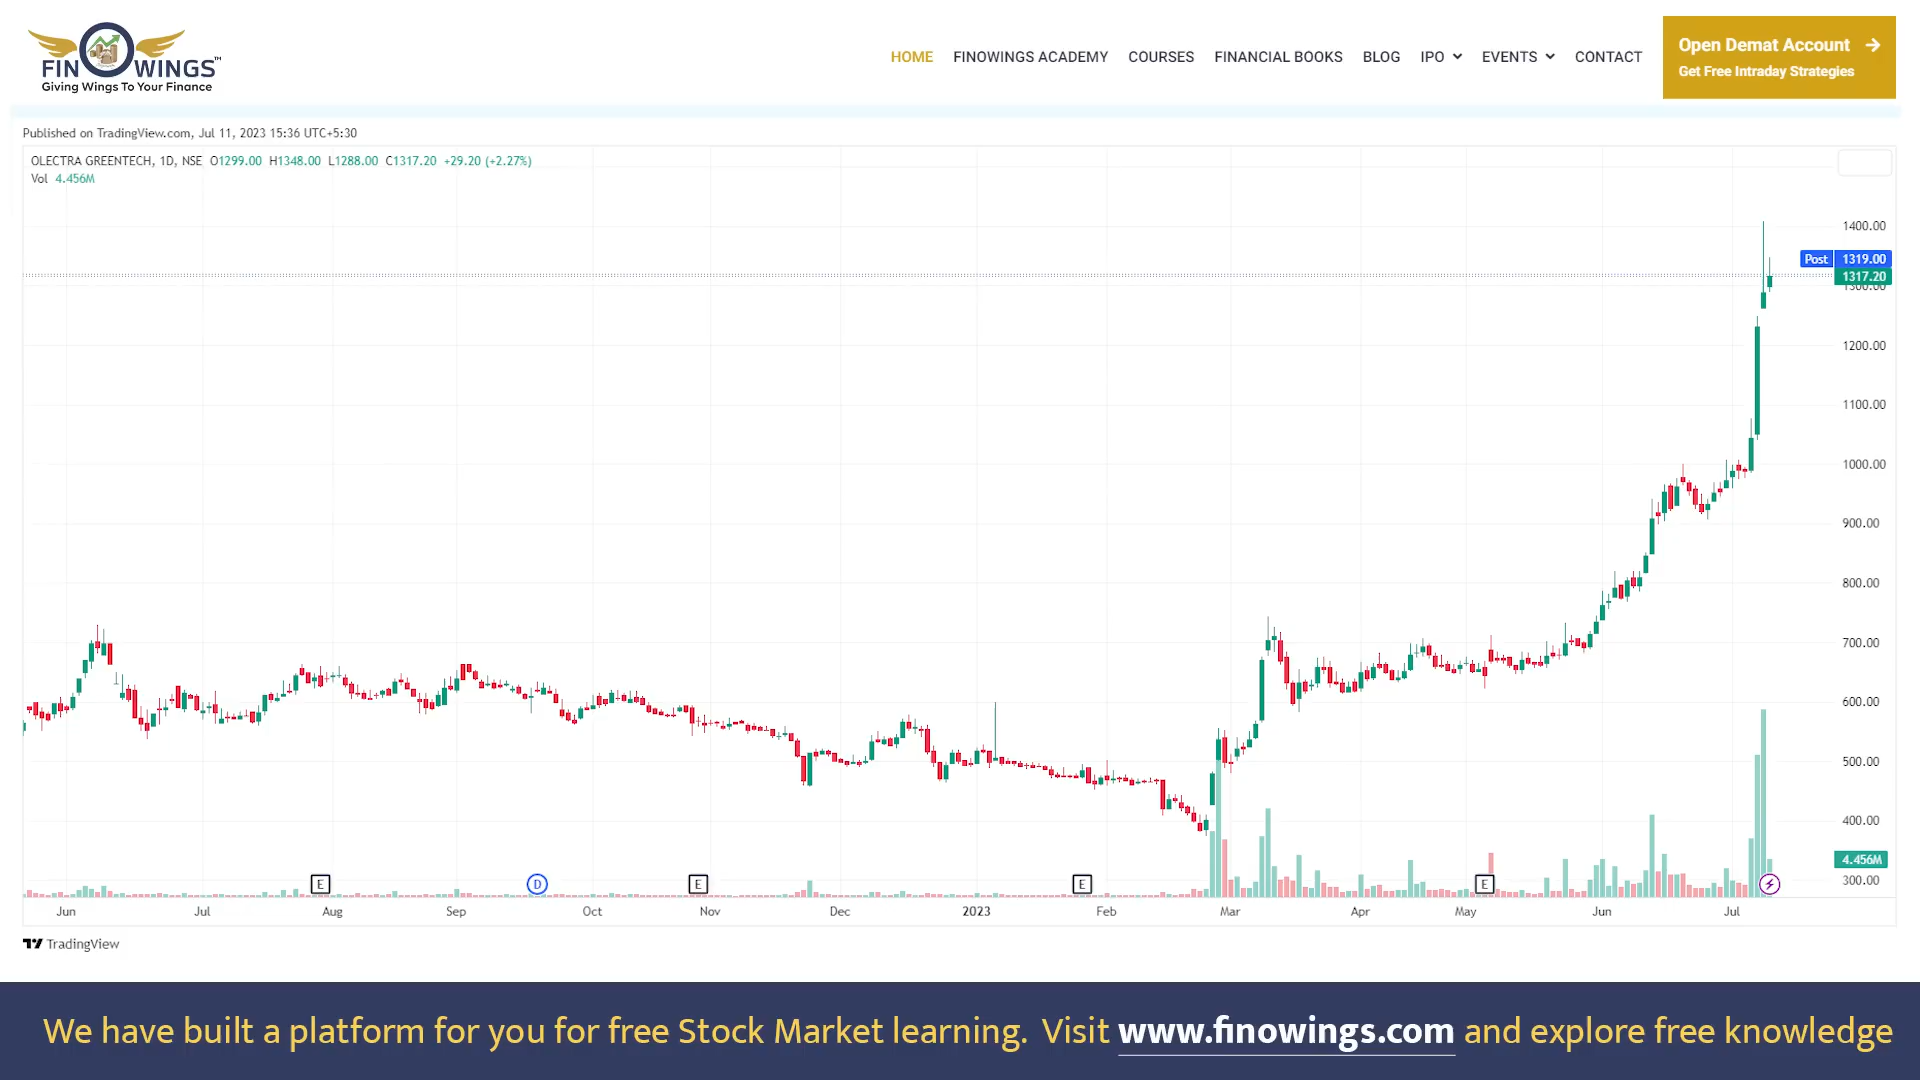 FINOWINGS™
Giving Wings To Your Finance
HOME FINOWINGS ACADEMY COURSES FINANCIAL BOOKS BLOG IPO EVENTS CONTACT
Open Demat Account →
Get Free Intraday Strategies
Published on TradingView.com, Jul 11, 2023 15:36 UTC+5:30
OLECTRA GREENTECH, 1D, NSE O1299.00 H1348.00 L1288.00 C1317.20 +29.20 (+2.27%)
Vol 4.456M
1400.00
Post 1319.00
1317.20
1300.00
1200.00
1100.00
1000.00
900.00
800.00
700.00
600.00
500.00
400.00
4.456M
300.00
E D E E E
Jun Jul Aug Sep Oct Nov Dec 2023 Feb Mar Apr May Jun Jul
TradingView
We have built a platform for you for free Stock Market learning. Visit www.finowings.com and explore free knowledge